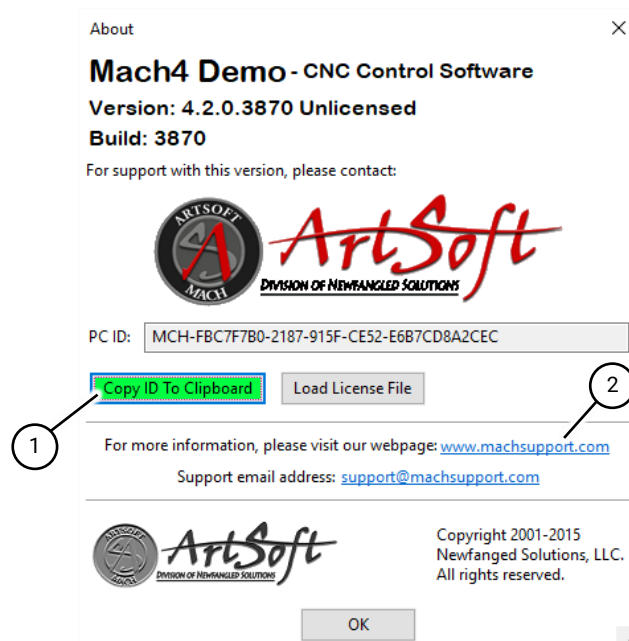 About
Mach4 Demo - CNC Control Software
Version: 4.2.0.3870 Unlicensed
Build: 3870
For support with this version, please contact:
ARTSOFT
MACH
ArtSoft
DIVISION OF NEWFANGLED SOLUTIONS
PC ID: MCH-FBC7F7B0-2187-915F-CE52-E6B7CD8A2CEC
Copy ID To Clipboard Load License File
2
1
For more information, please visit our webpage: www.machsupport.com
Support email address: support@machsupport.com
ARTSOFT
MACH
ArtSoft
DIVISION OF NEWFANGLED SOLUTIONS
Copyright 2001-2015
Newfanged Solutions, LLC.
All rights reserved.
OK